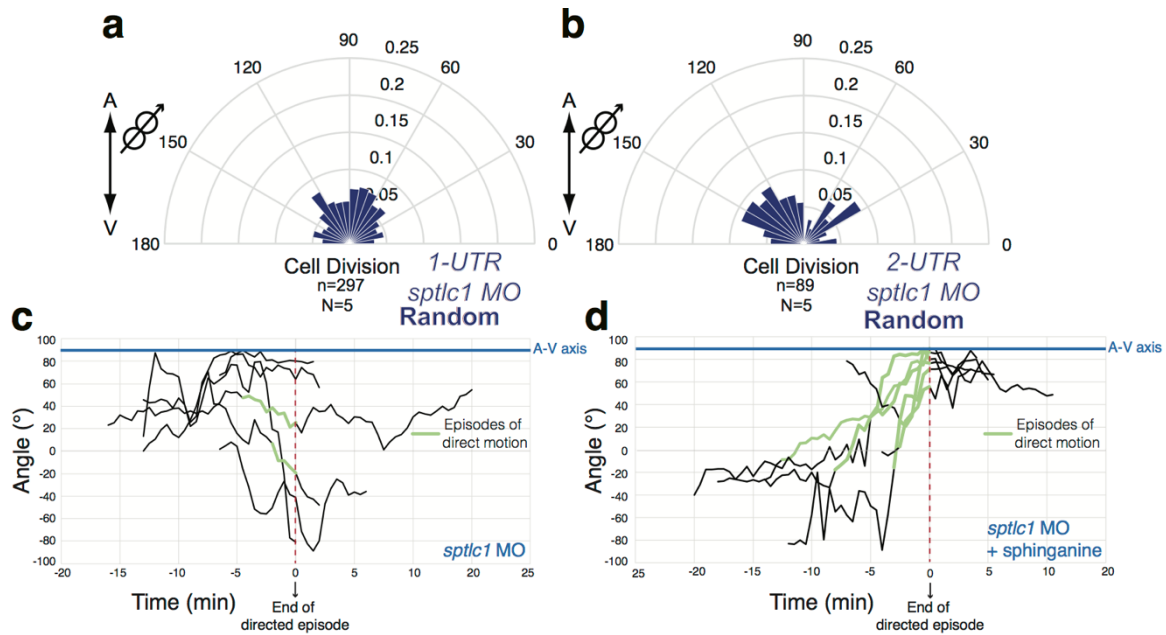 a
90
0.25
120
60
0.2
A
0.15
150
30
0.1
0.05
V
180
0
Cell Division
n=297
N=5
1-UTR
sptlc1 MO
Random
b
90
0.25
120
60
0.2
A
0.15
150
30
0.1
0.05
V
180
0
Cell Division
n=89
N=5
2-UTR
sptlc1 MO
Random
c
100
80
60
40
20
0
-20
-40
-60
-80
-100
Angle (°)
A-V axis
Episodes of
direct motion
sptlc1 MO
-20
-15
-10
-5
0
5
10
15
20
25
Time (min)
End of
directed episode
d
100
80
60
40
20
0
-20
-40
-60
-80
-100
Angle (°)
A-V axis
Episodes of
direct motion
sptlc1 MO
+ sphinganine
25
20
-15
-10
-5
0
5
10
15
20
Time (min)
End of
directed episode